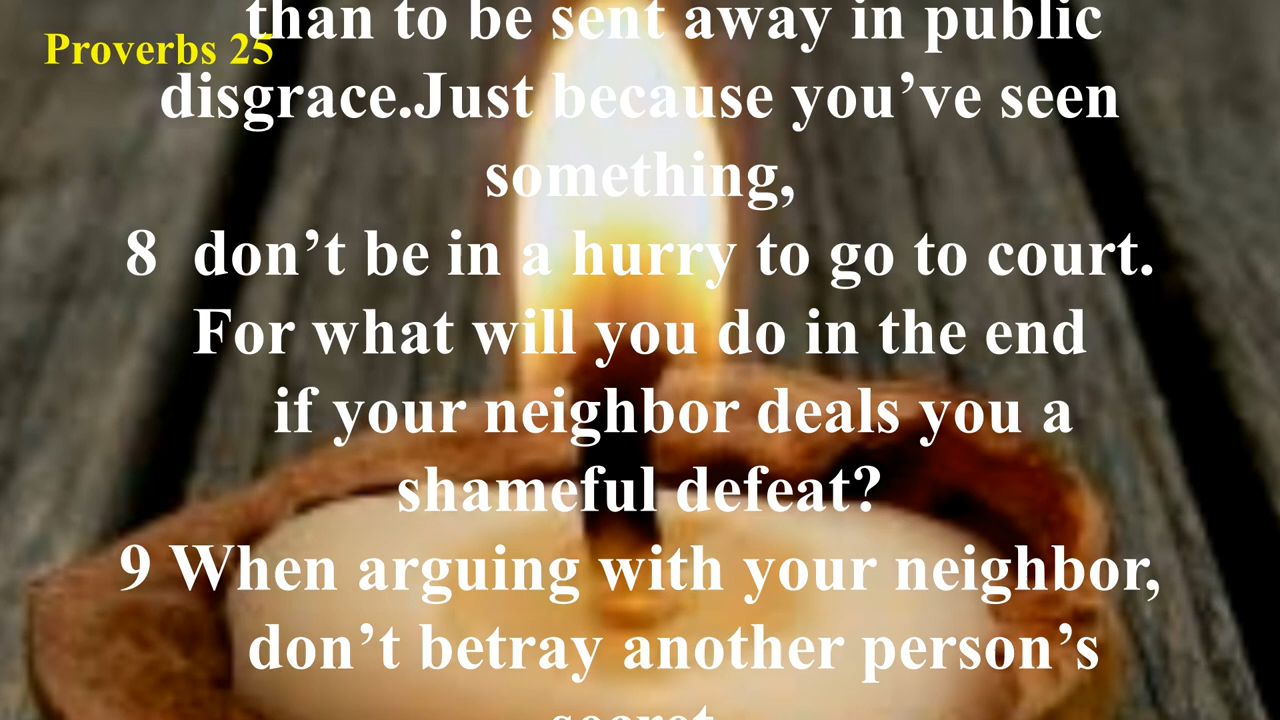 than to be sent away in public
Proverbs 25
disgrace.Just because you’ve seen
something,
8 don’t be in a hurry to go to court.
For what will you do in the end
if your neighbor deals you a
shameful defeat?
9 When arguing with your neighbor,
don’t betray another person’s
secret